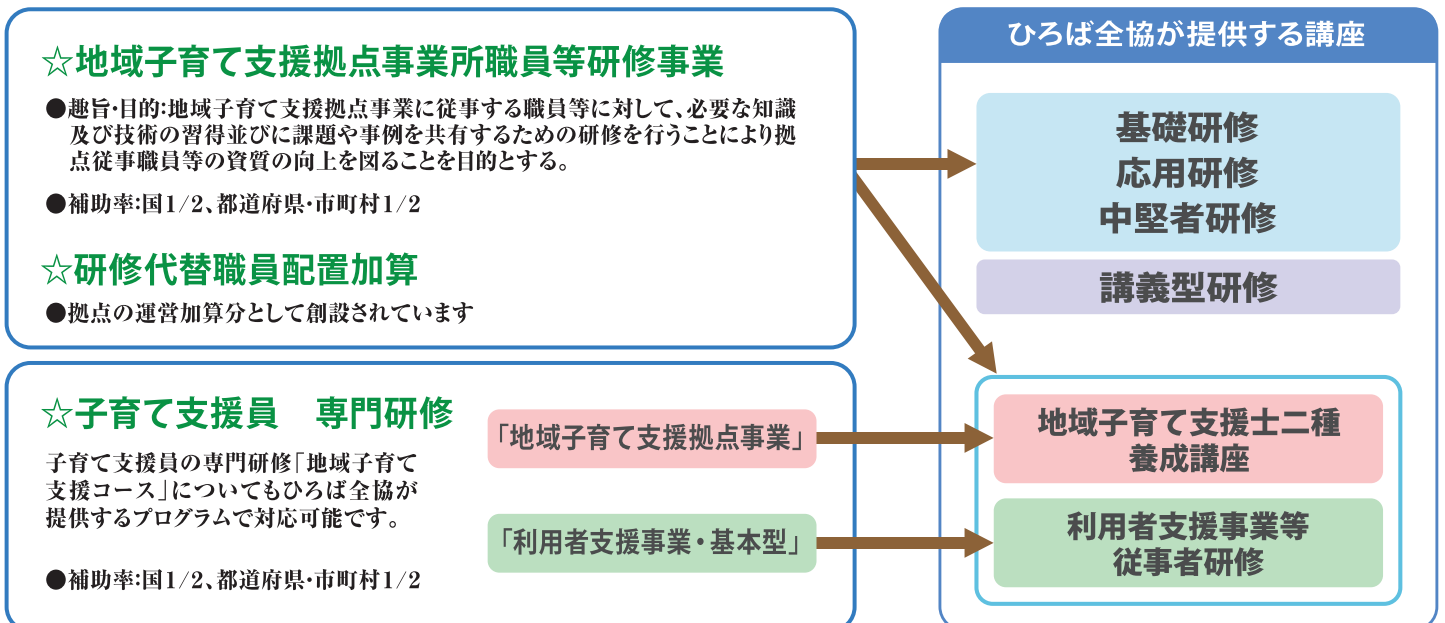 ☆地域子育て支援拠点事業所職員等研修事業
●趣旨・目的：地域子育て支援拠点事業に従事する職員等に対して、必要な知識
及び技術の習得並びに課題や事例を共有するための研修を行うことにより拠
点従事職員等の資質の向上を図ることを目的とする。
●補助率：国1/2、都道府県・市町村1/2
☆研修代替職員配置加算
●拠点の運営加算分として創設されています
☆子育て支援員　専門研修
子育て支援員の専門研修「地域子育て
支援コース」についてもひろば全協が
提供するプログラムで対応可能です。
●補助率：国1/2、都道府県・市町村1/2
「地域子育て支援拠点事業」
「利用者支援事業・基本型」
ひろば全協が提供する講座
基礎研修
応用研修
中堅者研修
講義型研修
地域子育て支援士二種
養成講座
利用者支援事業等
従事者研修